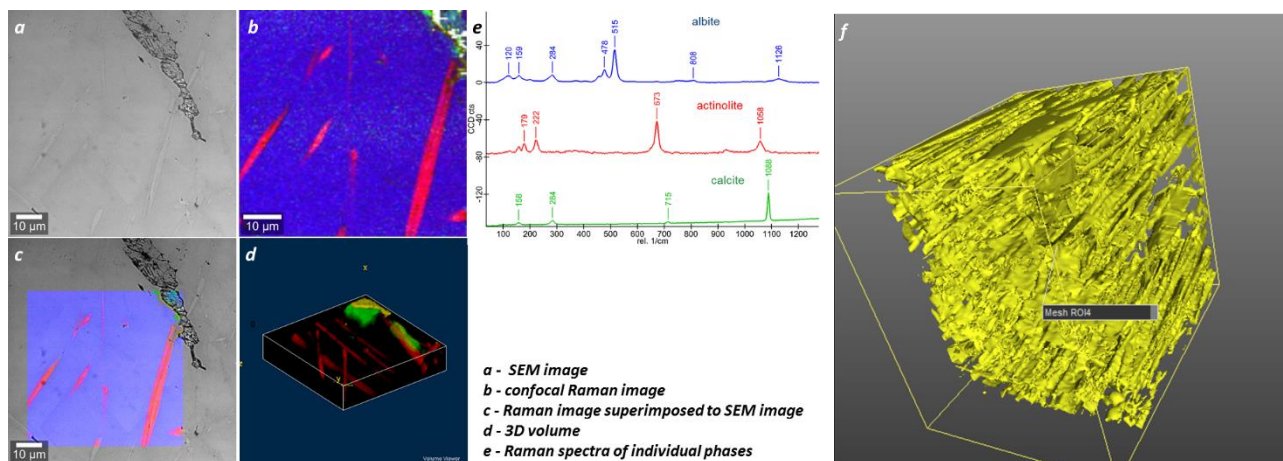 a
10 µm
b
10 µm
c
10 µm
d
x
y
z
Volume Viewer
e
albite
120
159
284
478
515
808
1126
actinolite
179
222
673
1058
calcite
158
284
715
1088
CCD cts
40
0
-40
-80
-120
100 200 300 400 500 600 700 800 900 1000 1100 1200
rel. 1/cm
a - SEM image
b - confocal Raman image
c - Raman image superimposed to SEM image
d - 3D volume
e - Raman spectra of individual phases
f
Mesh ROI4